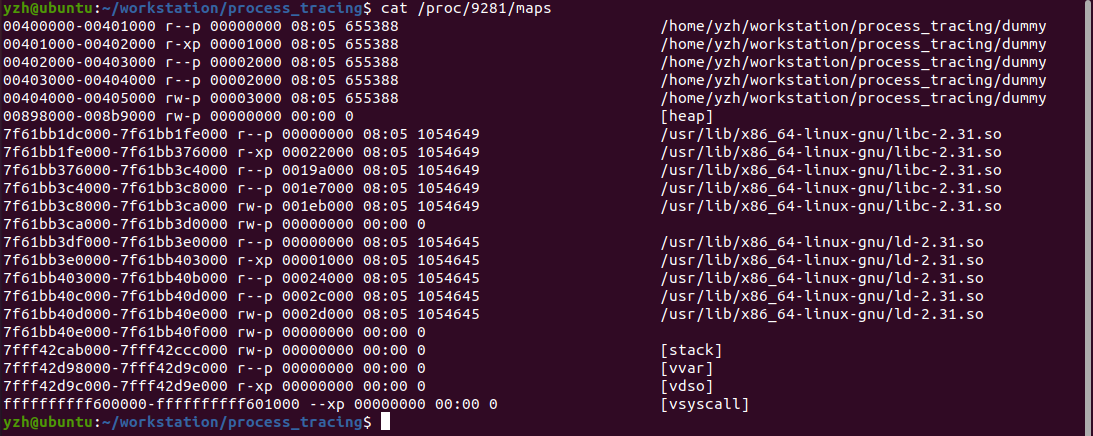 yzh@ubuntu:~/workstation/process_tracing$ cat /proc/9281/maps
00400000-00401000 r--p 00000000 08:05 655388 /home/yzh/workstation/process_tracing/dummy
00401000-00402000 r-xp 00001000 08:05 655388 /home/yzh/workstation/process_tracing/dummy
00402000-00403000 r--p 00002000 08:05 655388 /home/yzh/workstation/process_tracing/dummy
00403000-00404000 r--p 00002000 08:05 655388 /home/yzh/workstation/process_tracing/dummy
00404000-00405000 rw-p 00003000 08:05 655388 /home/yzh/workstation/process_tracing/dummy
00898000-008b9000 rw-p 00000000 00:00 0 [heap]
7f61bb1dc000-7f61bb1fe000 r--p 00000000 08:05 1054649 /usr/lib/x86_64-linux-gnu/libc-2.31.so
7f61bb1fe000-7f61bb376000 r-xp 00022000 08:05 1054649 /usr/lib/x86_64-linux-gnu/libc-2.31.so
7f61bb376000-7f61bb3c4000 r--p 0019a000 08:05 1054649 /usr/lib/x86_64-linux-gnu/libc-2.31.so
7f61bb3c4000-7f61bb3c8000 r--p 001e7000 08:05 1054649 /usr/lib/x86_64-linux-gnu/libc-2.31.so
7f61bb3c8000-7f61bb3ca000 rw-p 001eb000 08:05 1054649 /usr/lib/x86_64-linux-gnu/libc-2.31.so
7f61bb3ca000-7f61bb3d0000 rw-p 00000000 00:00 0
7f61bb3df000-7f61bb3e0000 r--p 00000000 08:05 1054645 /usr/lib/x86_64-linux-gnu/ld-2.31.so
7f61bb3e0000-7f61bb403000 r-xp 00001000 08:05 1054645 /usr/lib/x86_64-linux-gnu/ld-2.31.so
7f61bb403000-7f61bb40b000 r--p 00024000 08:05 1054645 /usr/lib/x86_64-linux-gnu/ld-2.31.so
7f61bb40c000-7f61bb40d000 r--p 0002c000 08:05 1054645 /usr/lib/x86_64-linux-gnu/ld-2.31.so
7f61bb40d000-7f61bb40e000 rw-p 0002d000 08:05 1054645 /usr/lib/x86_64-linux-gnu/ld-2.31.so
7f61bb40e000-7f61bb40f000 rw-p 00000000 00:00 0
7fff42cab000-7fff42ccc000 rw-p 00000000 00:00 0 [stack]
7fff42d98000-7fff42d9c000 r--p 00000000 00:00 0 [vvar]
7fff42d9c000-7fff42d9e000 r-xp 00000000 00:00 0 [vdso]
ffffffffff600000-ffffffffff601000 --xp 00000000 00:00 0 [vsyscall]
yzh@ubuntu:~/workstation/process_tracing$